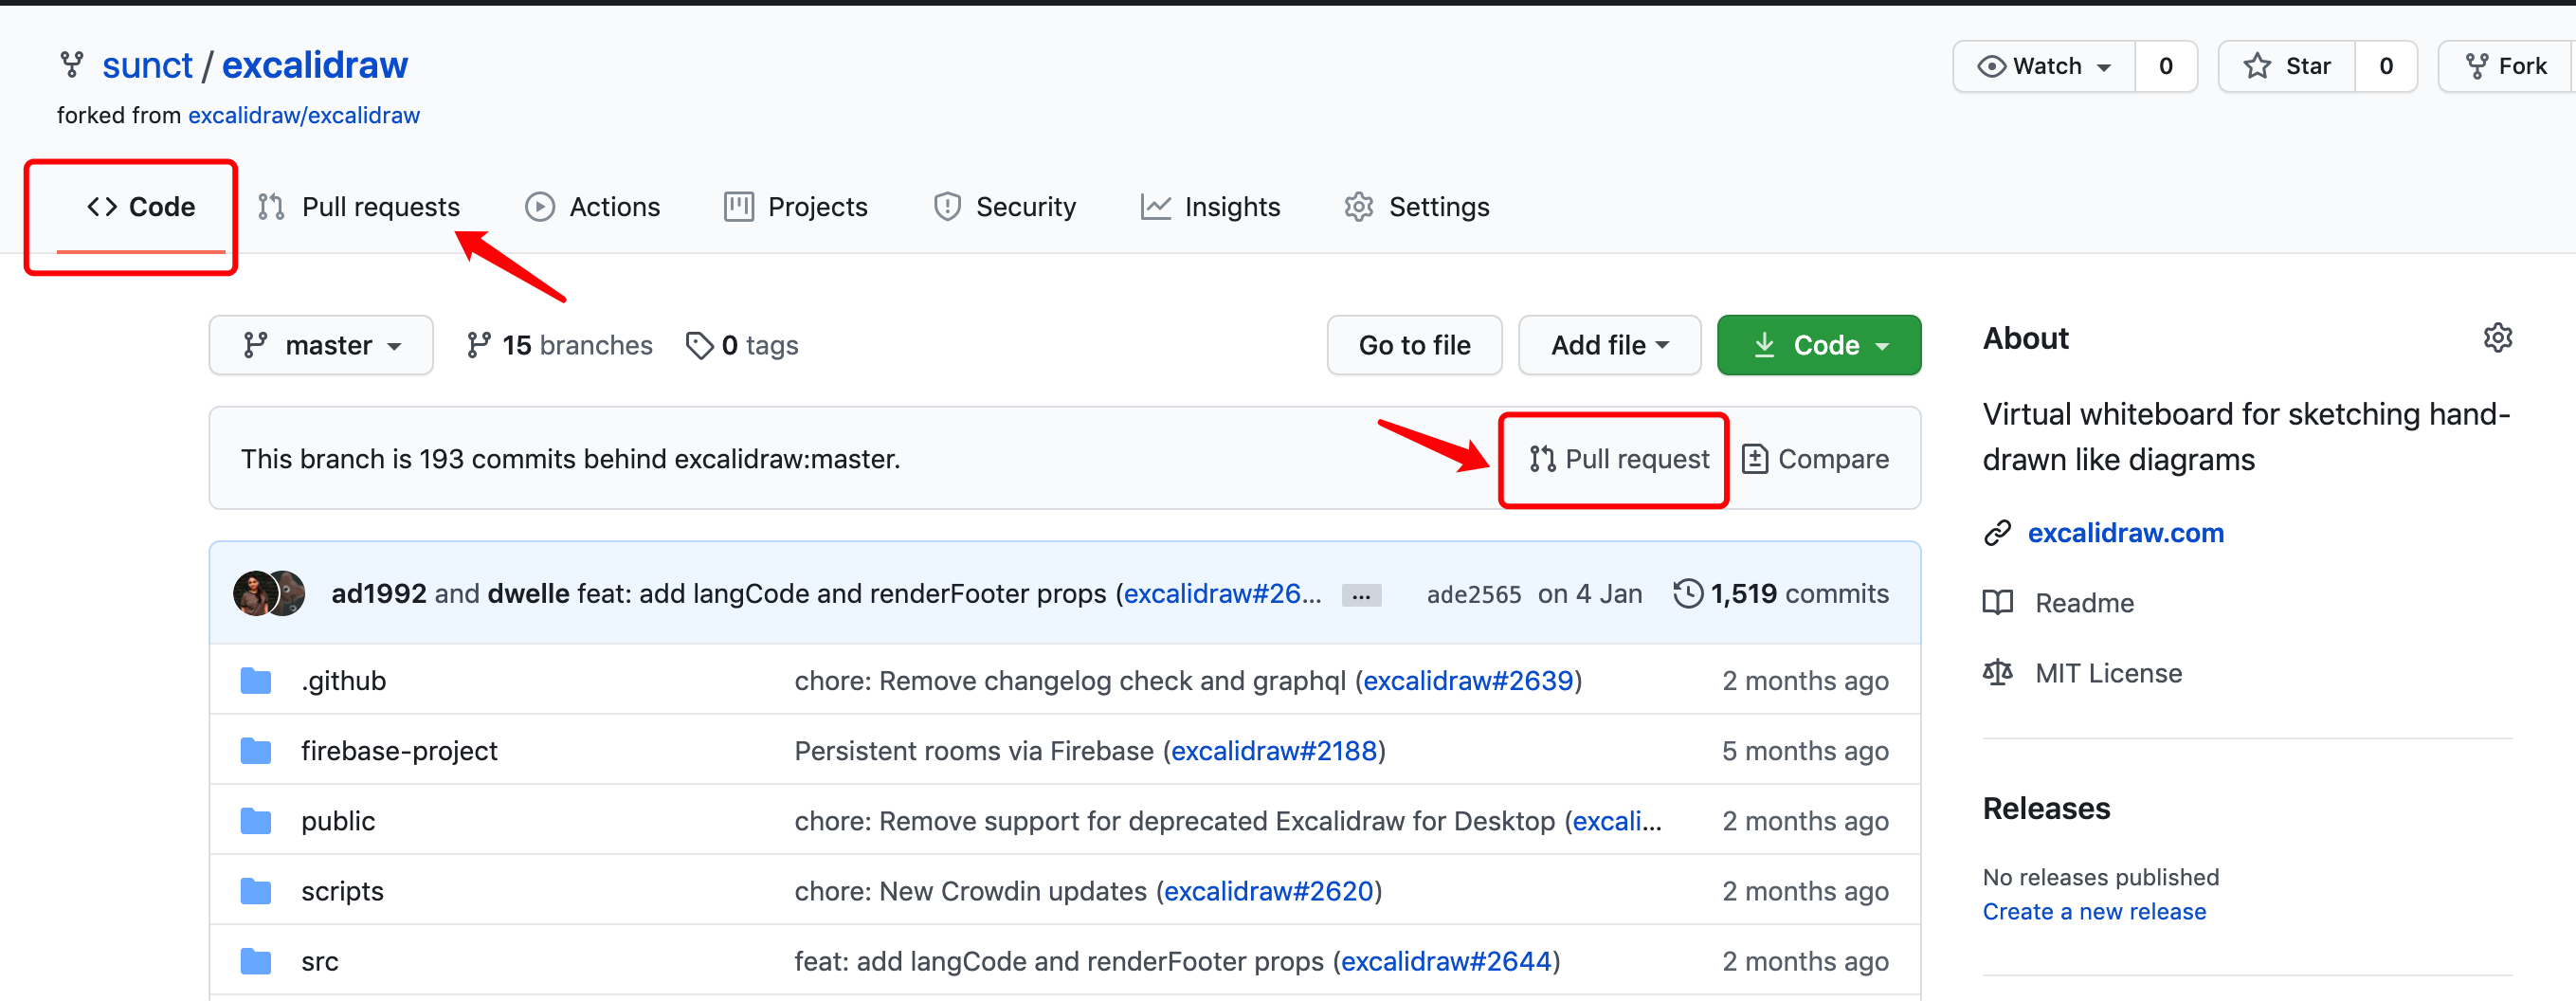 sunct / excalidraw
Watch 0 Star 0 Fork
forked from excalidraw/excalidraw
<> Code Pull requests Actions Projects Security Insights Settings
master 15 branches 0 tags Go to file Add file Code
This branch is 193 commits behind excalidraw:master. Pull request Compare
ad1992 and dwelle feat: add langCode and renderFooter props (excalidraw#26... ... ade2565 on 4 Jan 1,519 commits
.github chore: Remove changelog check and graphql (excalidraw#2639) 2 months ago
firebase-project Persistent rooms via Firebase (excalidraw#2188) 5 months ago
public chore: Remove support for deprecated Excalidraw for Desktop (excali... 2 months ago
scripts chore: New Crowdin updates (excalidraw#2620) 2 months ago
src feat: add langCode and renderFooter props (excalidraw#2644) 2 months ago
About
Virtual whiteboard for sketching hand-
drawn like diagrams
excalidraw.com
Readme
MIT License
Releases
No releases published
Create a new release